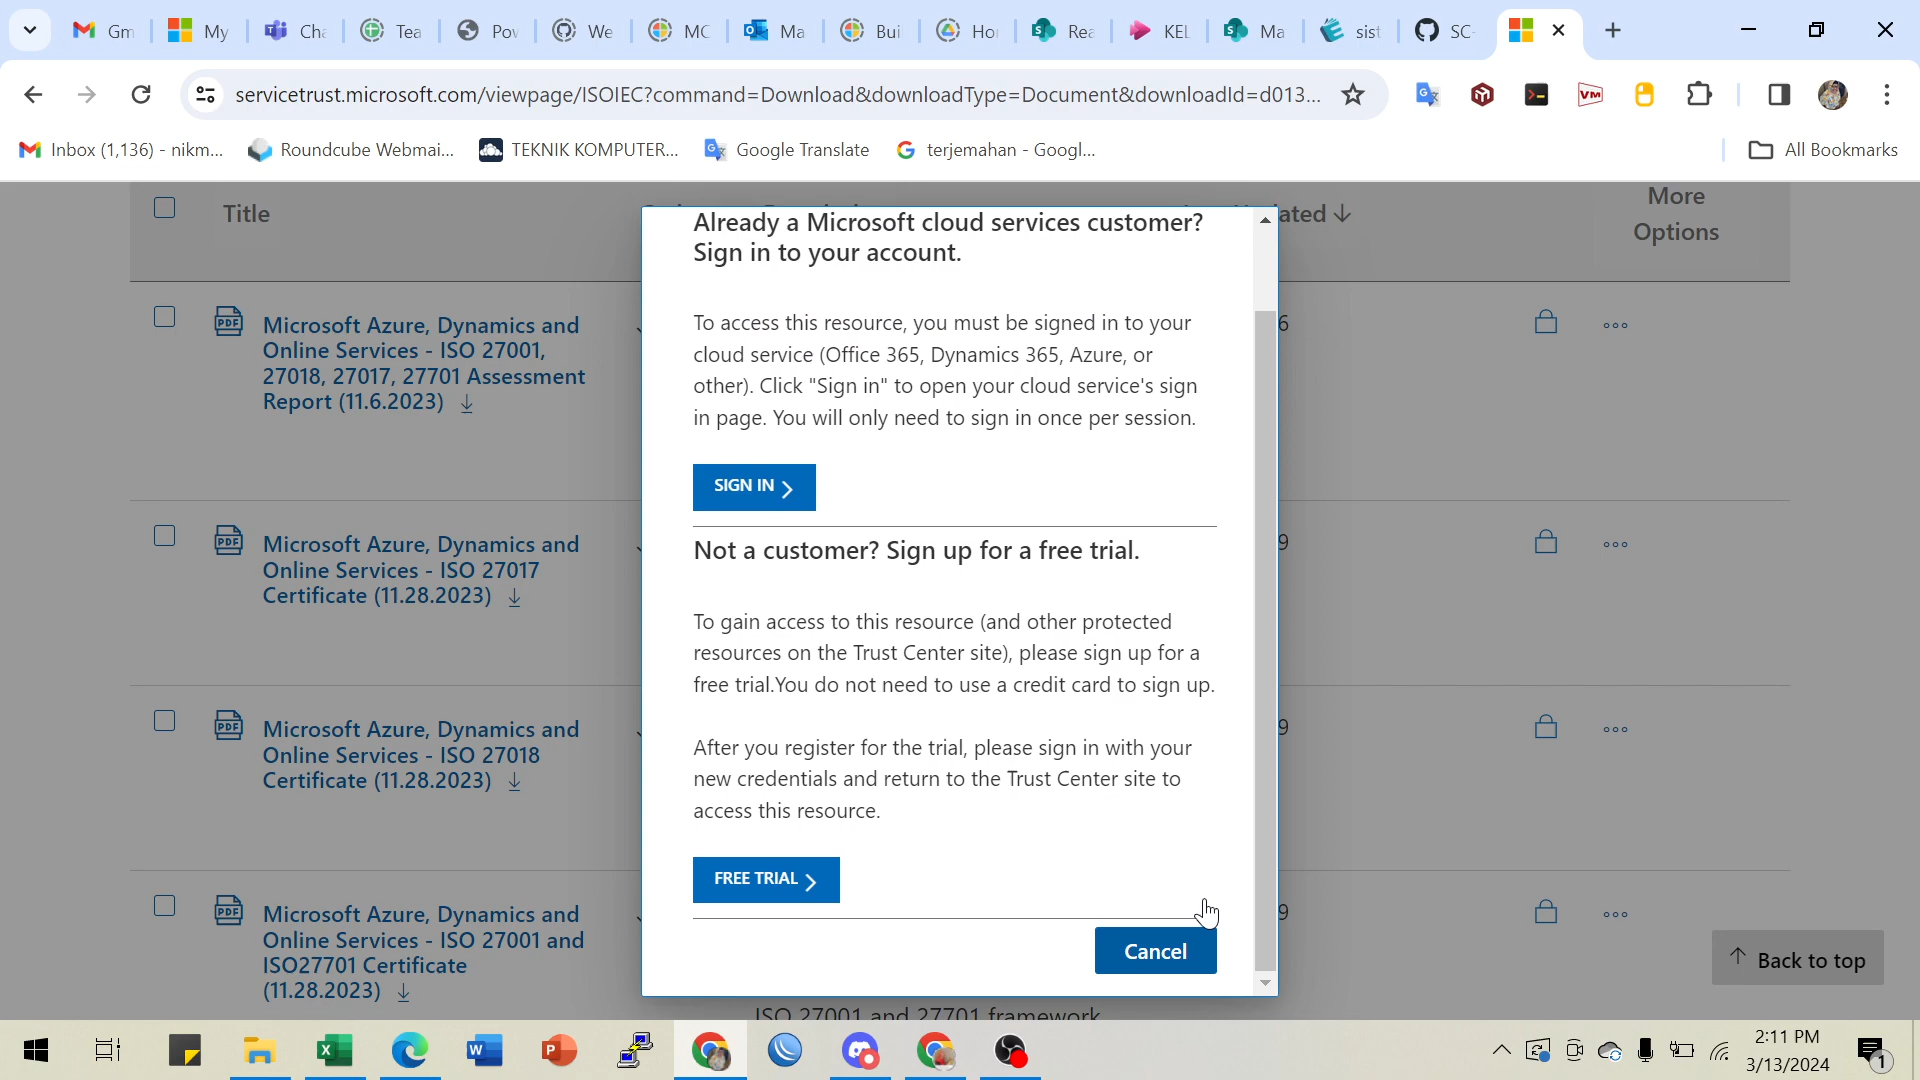 Gm
My
Cha
Tea
Pov
We
MC
Ma
Bui
Ho
Rea
KEL
Ma
sist
SC-
servicetrust.microsoft.com/viewpage/ISOIEC?command=Download&downloadType=Document&downloadId=d013...
Inbox (1,136) - nikm...
Roundcube Webmai...
TEKNIK KOMPUTER...
Google Translate
terjemahan - Googl...
All Bookmarks
Title
ated
More
Options
Already a Microsoft cloud services customer?
Sign in to your account.
To access this resource, you must be signed in to your
cloud service (Office 365, Dynamics 365, Azure, or
other). Click "Sign in" to open your cloud service's sign
in page. You will only need to sign in once per session.
SIGN IN
Not a customer? Sign up for a free trial.
To gain access to this resource (and other protected
resources on the Trust Center site), please sign up for a
free trial.You do not need to use a credit card to sign up.
After you register for the trial, please sign in with your
new credentials and return to the Trust Center site to
access this resource.
FREE TRIAL
Cancel
PDF
Microsoft Azure, Dynamics and
Online Services - ISO 27001,
27018, 27017, 27701 Assessment
Report (11.6.2023)
6
PDF
Microsoft Azure, Dynamics and
Online Services - ISO 27017
Certificate (11.28.2023)
9
PDF
Microsoft Azure, Dynamics and
Online Services - ISO 27018
Certificate (11.28.2023)
9
PDF
Microsoft Azure, Dynamics and
Online Services - ISO 27001 and
ISO27701 Certificate
(11.28.2023)
9
ISO 27001 and 27701 framework
Back to top
2:11 PM
3/13/2024
1